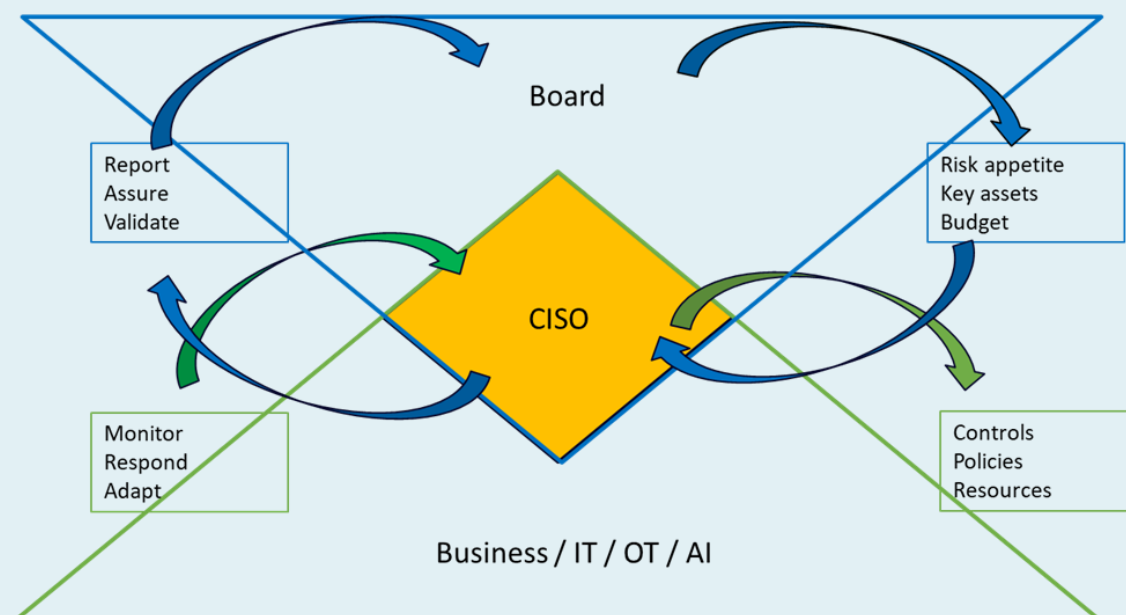 Board
Report
Assure
Validate
Risk appetite
Key assets
Budget
CISO
Monitor
Respond
Adapt
Controls
Policies
Resources
Business / IT / OT / AI